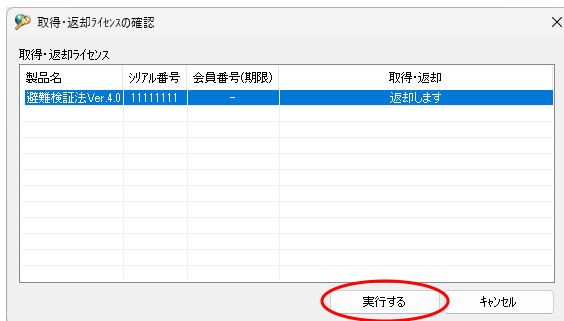 取得・返却ﾗｲｾﾝｽの確認
取得・返却ﾗｲｾﾝｽ
製品名 ｼﾘｱﾙ番号 会員番号(期限) 取得・返却
避難検証法Ver.4.0 11111111 － 返却します
実行する ｷｬﾝｾﾙ